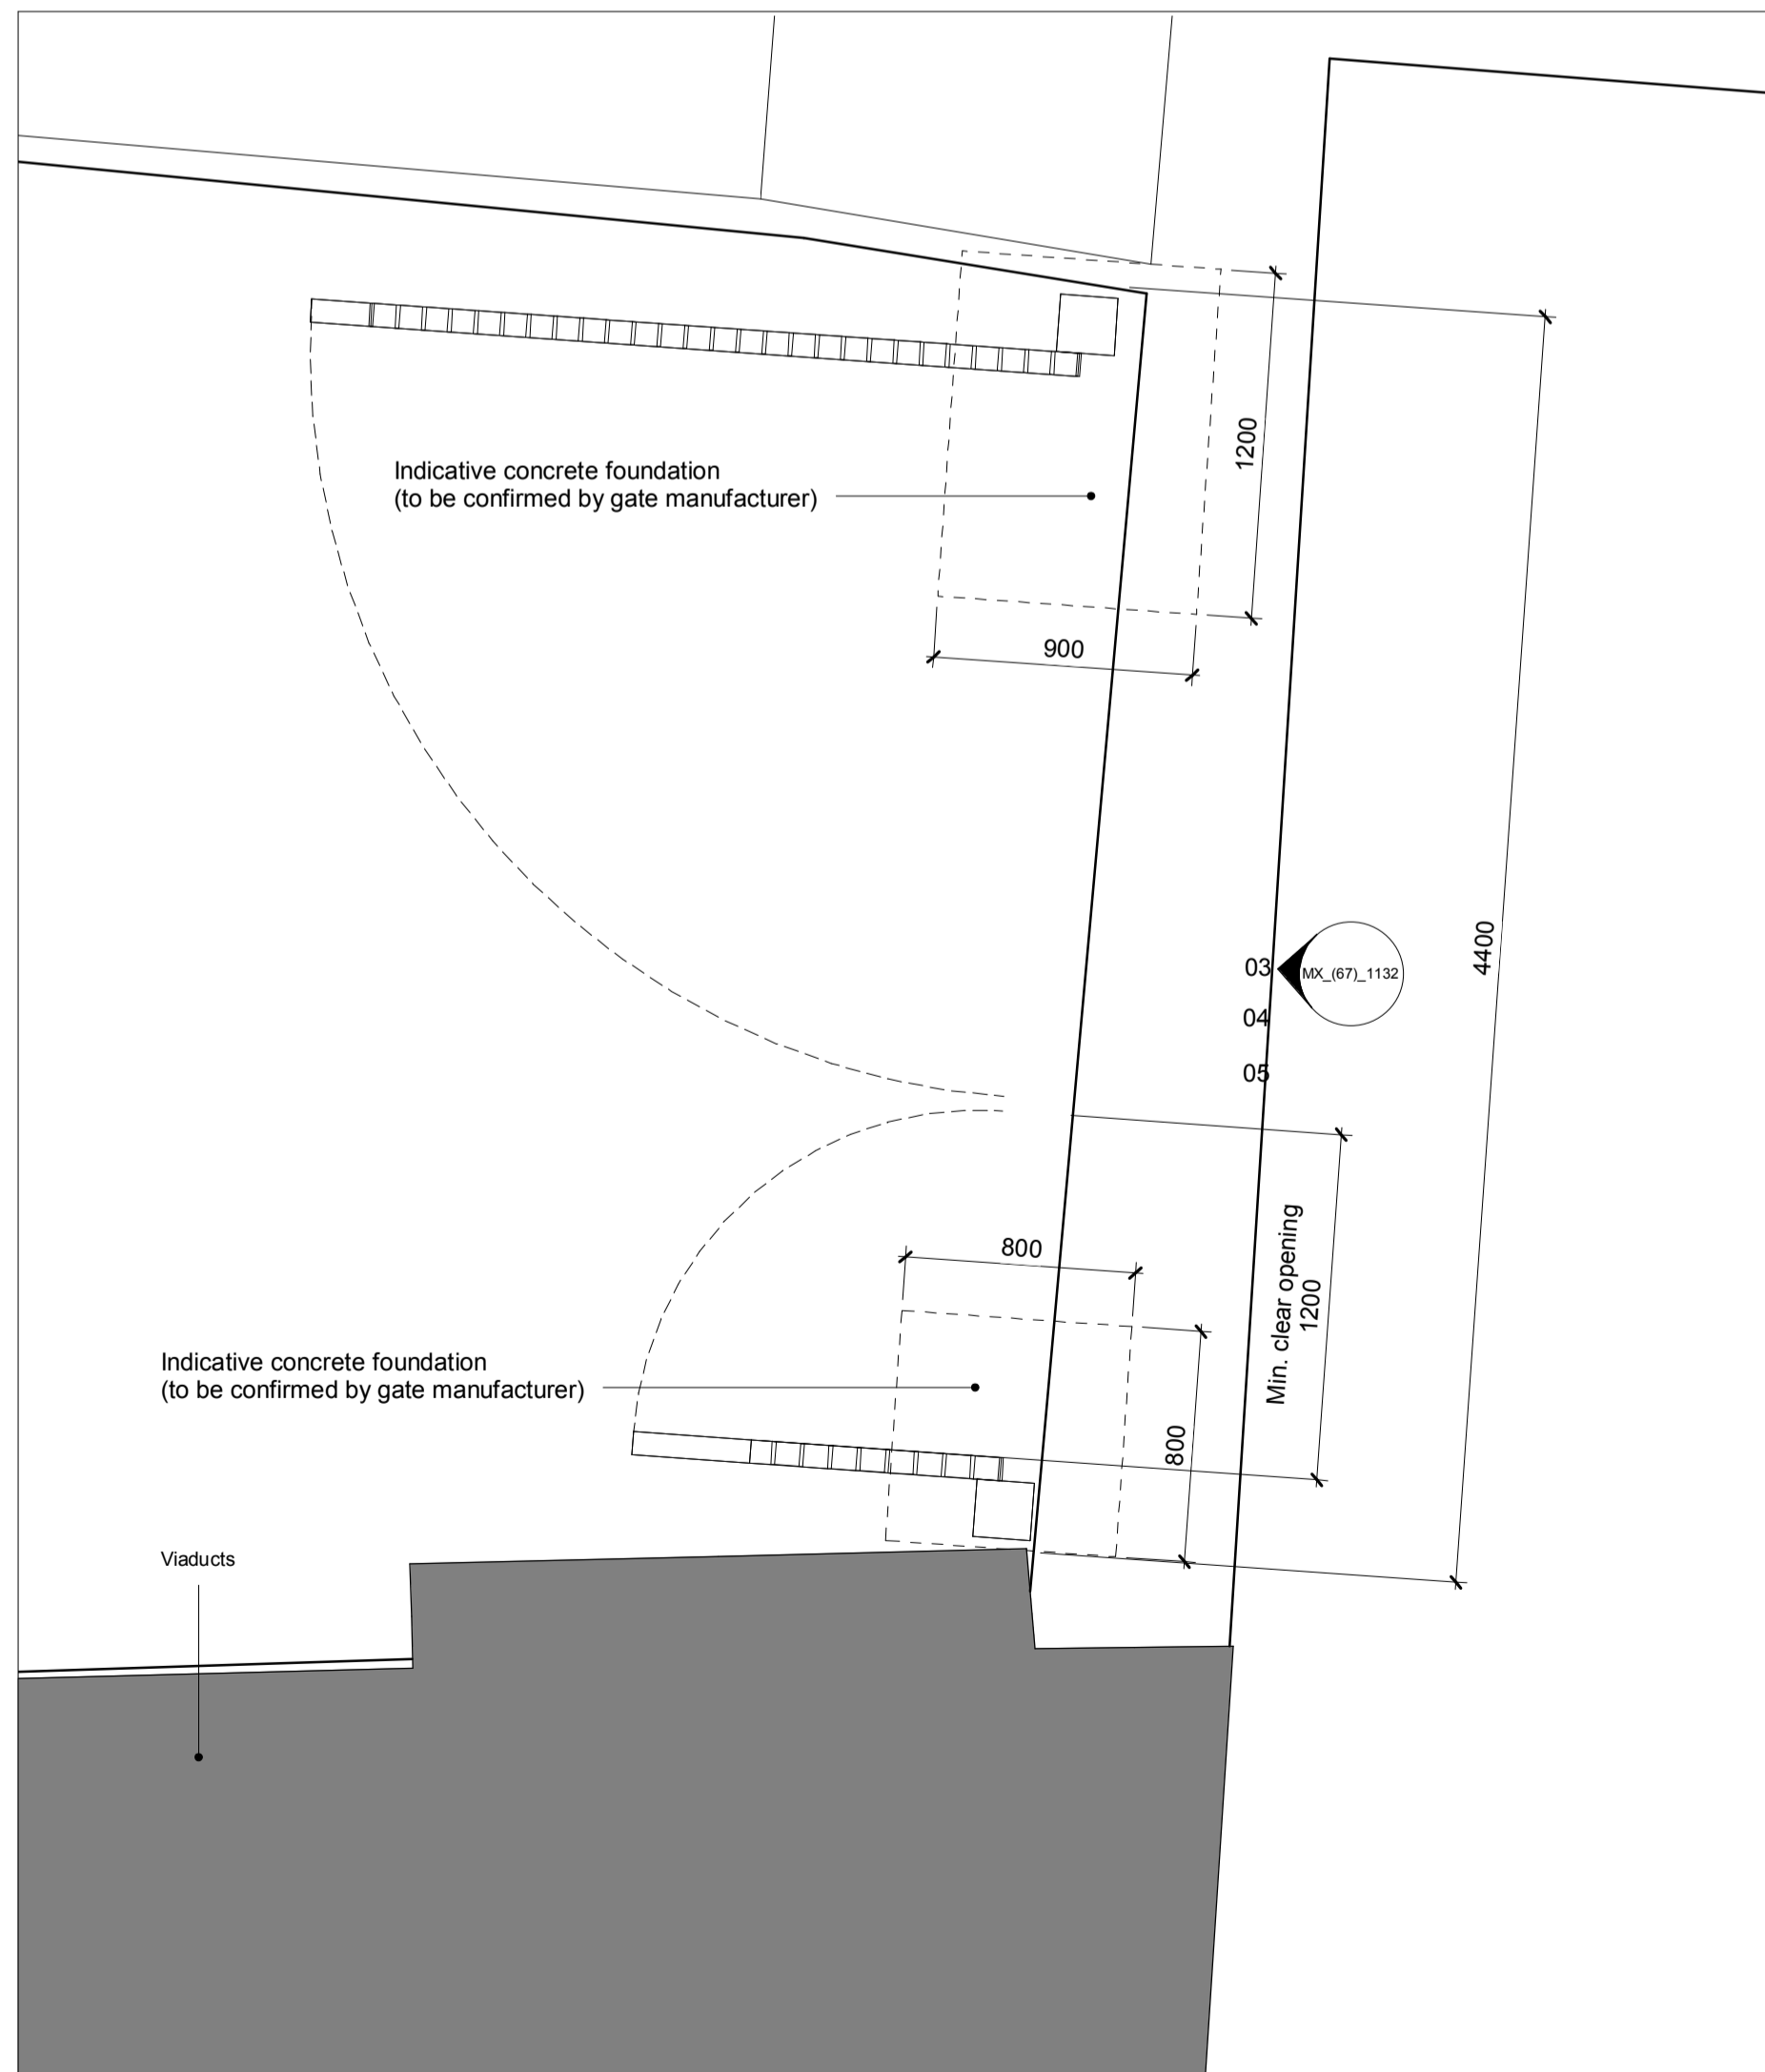 Indicative concrete foundation
(to be confirmed by gate manufacturer)
1200
900
4400
03
MX_(67)_1132
04
05
Min. clear opening
1200
800
800
Indicative concrete foundation
(to be confirmed by gate manufacturer)
Viaducts